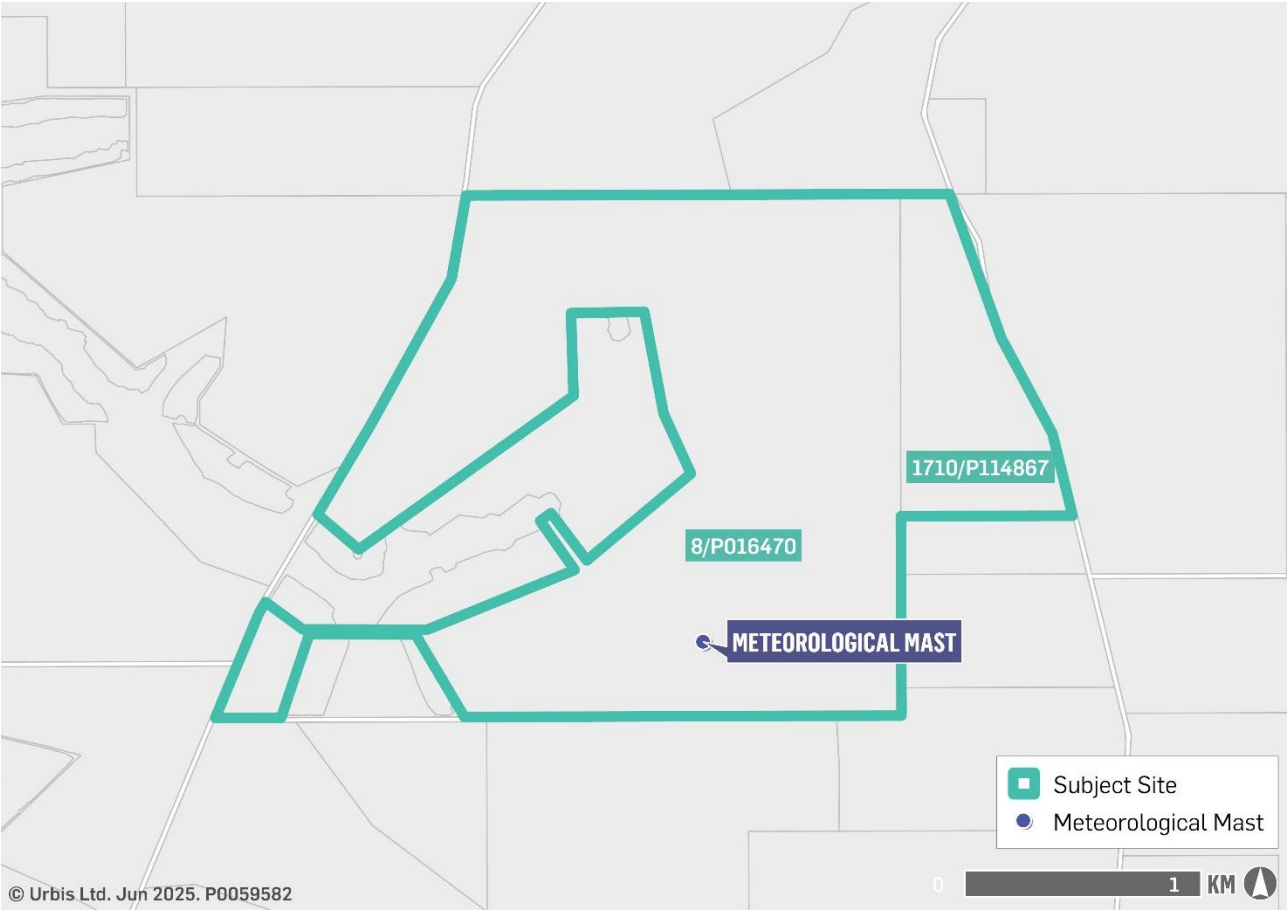 1710/P114867
8/P016470
METEOROLOGICAL MAST
Subject Site
Meteorological Mast
© Urbis Ltd. Jun 2025. P0059582
0 1 KM